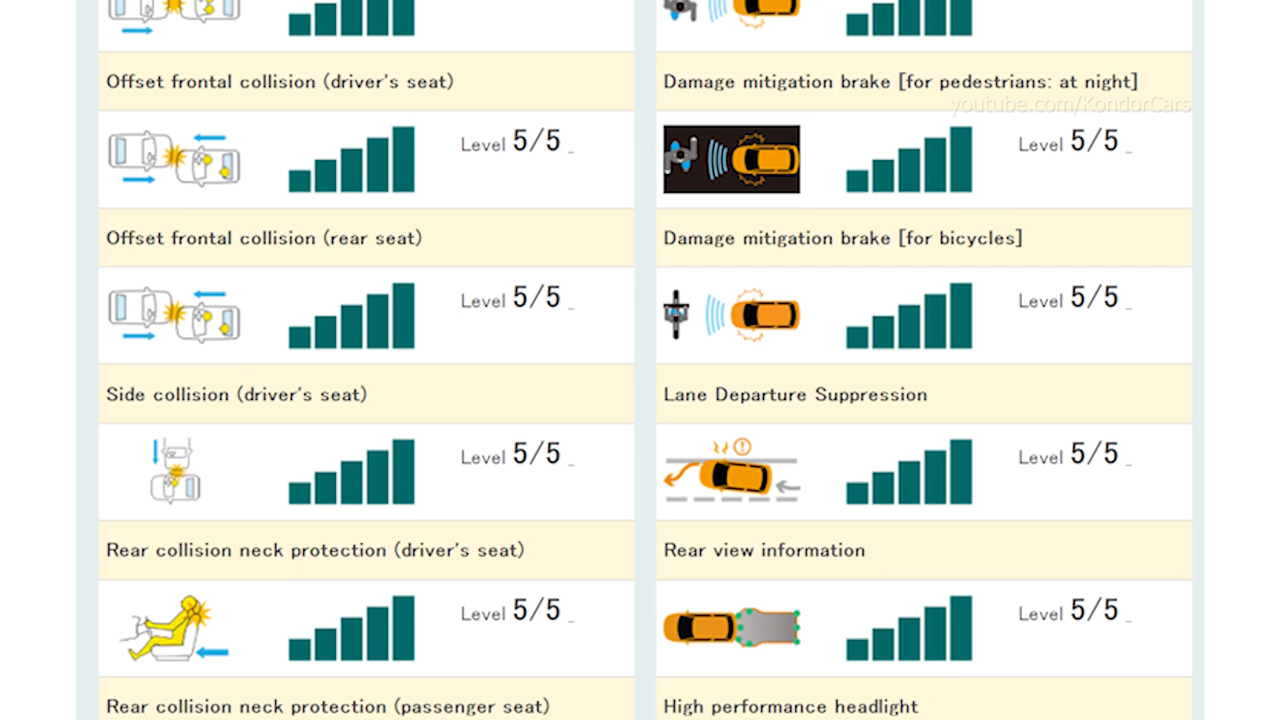 Offset frontal collision (driver's seat)
Level 5/5
Offset frontal collision (rear seat)
Level 5/5
Side collision (driver's seat)
Level 5/5
Rear collision neck protection (driver's seat)
Level 5/5
Rear collision neck protection (passenger seat)
Damage mitigation brake [for pedestrians: at night]
youtube.com/KondorCars
Level 5/5
Damage mitigation brake [for bicycles]
Level 5/5
Lane Departure Suppression
Level 5/5
Rear view information
Level 5/5
High performance headlight